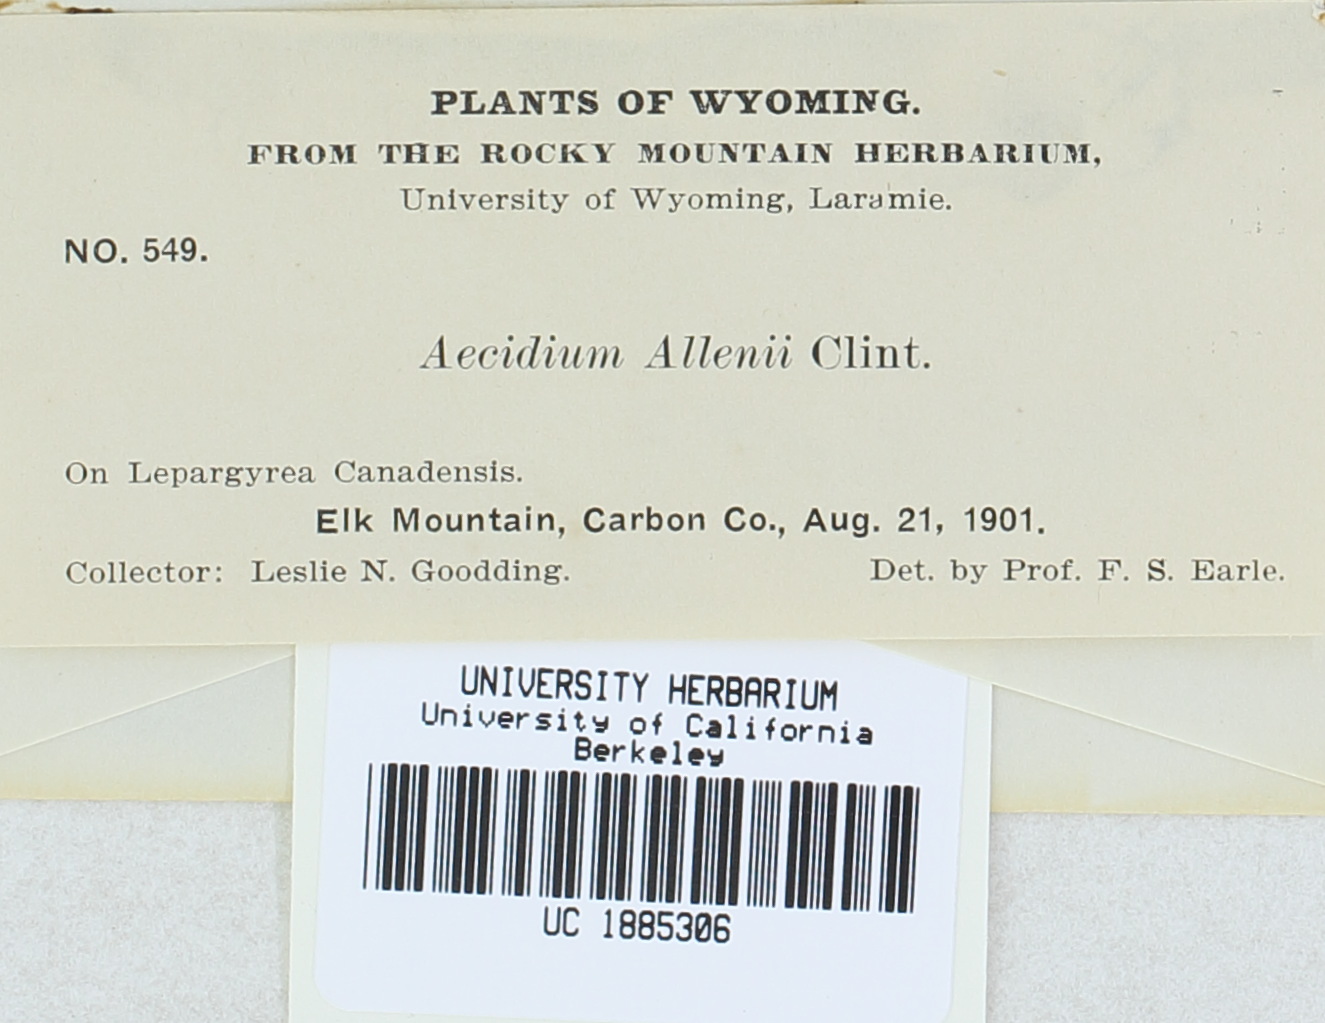 PLANTS OF WYOMING.
FROM THE ROCKY MOUNTAIN HERBARIUM,
University of Wyoming, Laramie.
NO. 549.
Aecidium Allenii Clint.
On Lepargyrea Canadensis.
Elk Mountain, Carbon Co., Aug. 21, 1901.
Collector: Leslie N. Goodding. Det. by Prof. F. S. Earle.
UNIVERSITY HERBARIUM
University of California
Berkeley
UC 1885306